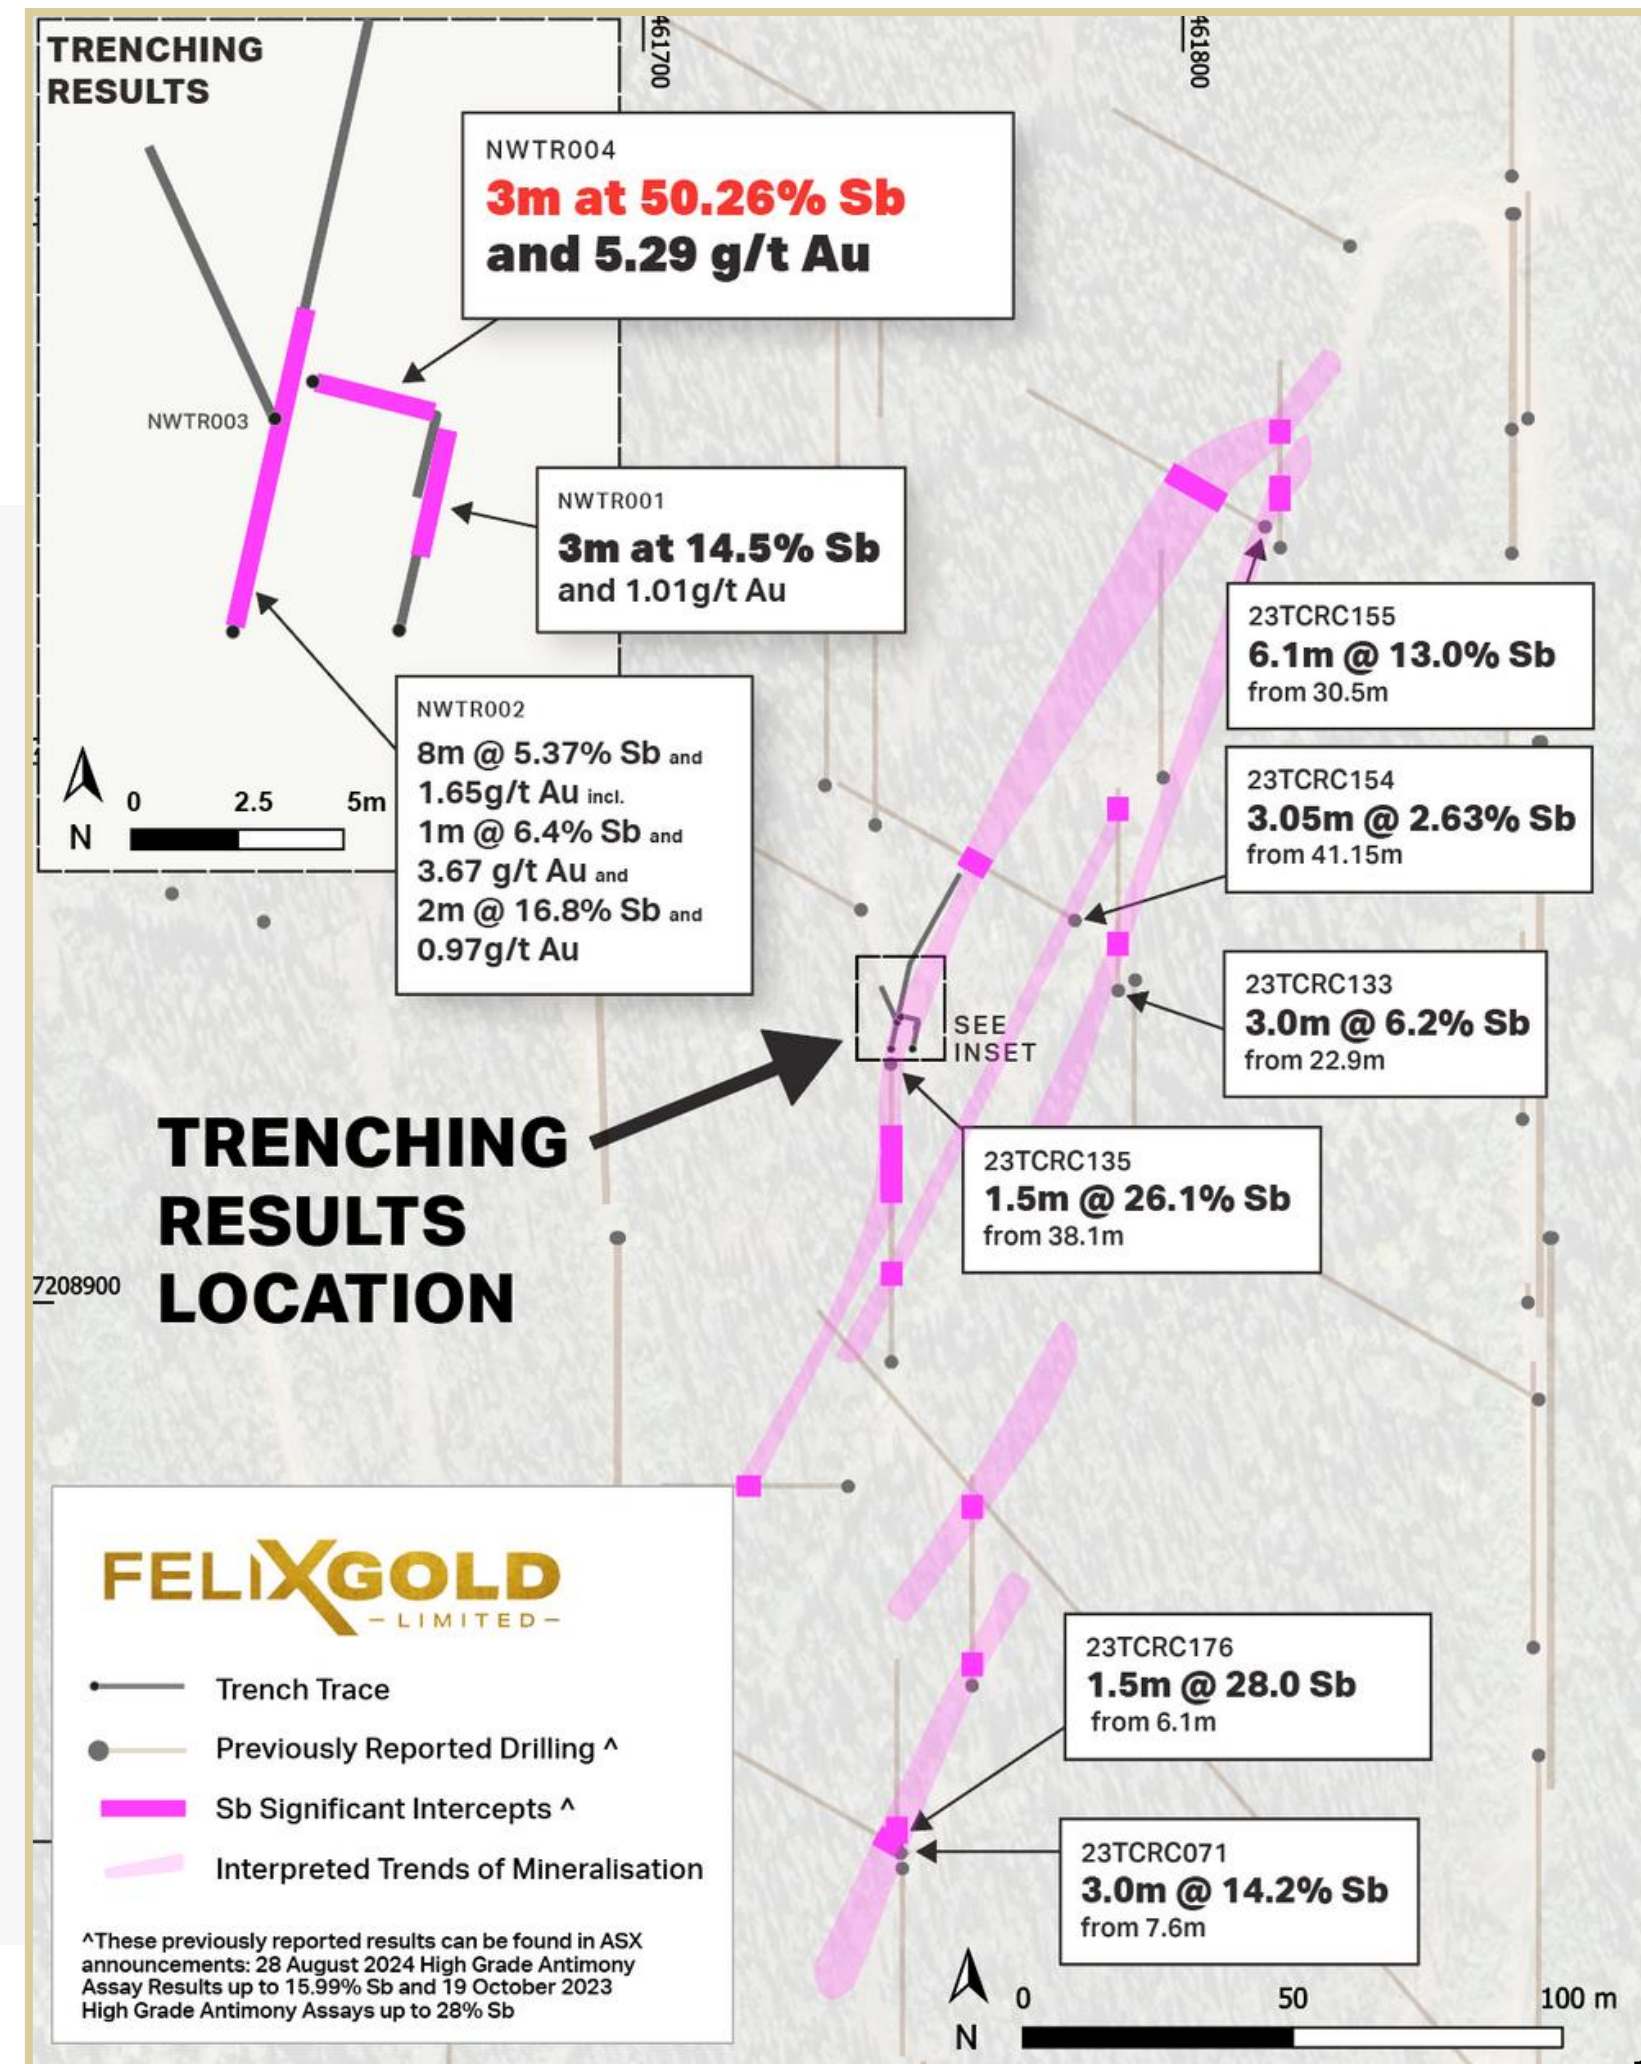 TRENCHING
RESULTS
461700
461800
NWTR004
3m at 50.26% Sb
and 5.29 g/t Au
NWTR003
NWTR001
3m at 14.5% Sb
and 1.01g/t Au
NWTR002
8m @ 5.37% Sb and
1.65g/t Au incl.
1m @ 6.4% Sb and
3.67 g/t Au and
2m @ 16.8% Sb and
0.97g/t Au
0 2.5 5m
N
23TCRC155
6.1m @ 13.0% Sb
from 30.5m
23TCRC154
3.05m @ 2.63% Sb
from 41.15m
23TCRC133
3.0m @ 6.2% Sb
from 22.9m
SEE
INSET
TRENCHING
RESULTS
LOCATION
23TCRC135
1.5m @ 26.1% Sb
from 38.1m
7208900
FELIXGOLD
LIMITED
Trench Trace
Previously Reported Drilling ^
Sb Significant Intercepts ^
Interpreted Trends of Mineralisation
^These previously reported results can be found in ASX
announcements: 28 August 2024 High Grade Antimony
Assay Results up to 15.99% Sb and 19 October 2023
High Grade Antimony Assays up to 28% Sb
23TCRC176
1.5m @ 28.0 Sb
from 6.1m
23TCRC071
3.0m @ 14.2% Sb
from 7.6m
0 50 100 m
N